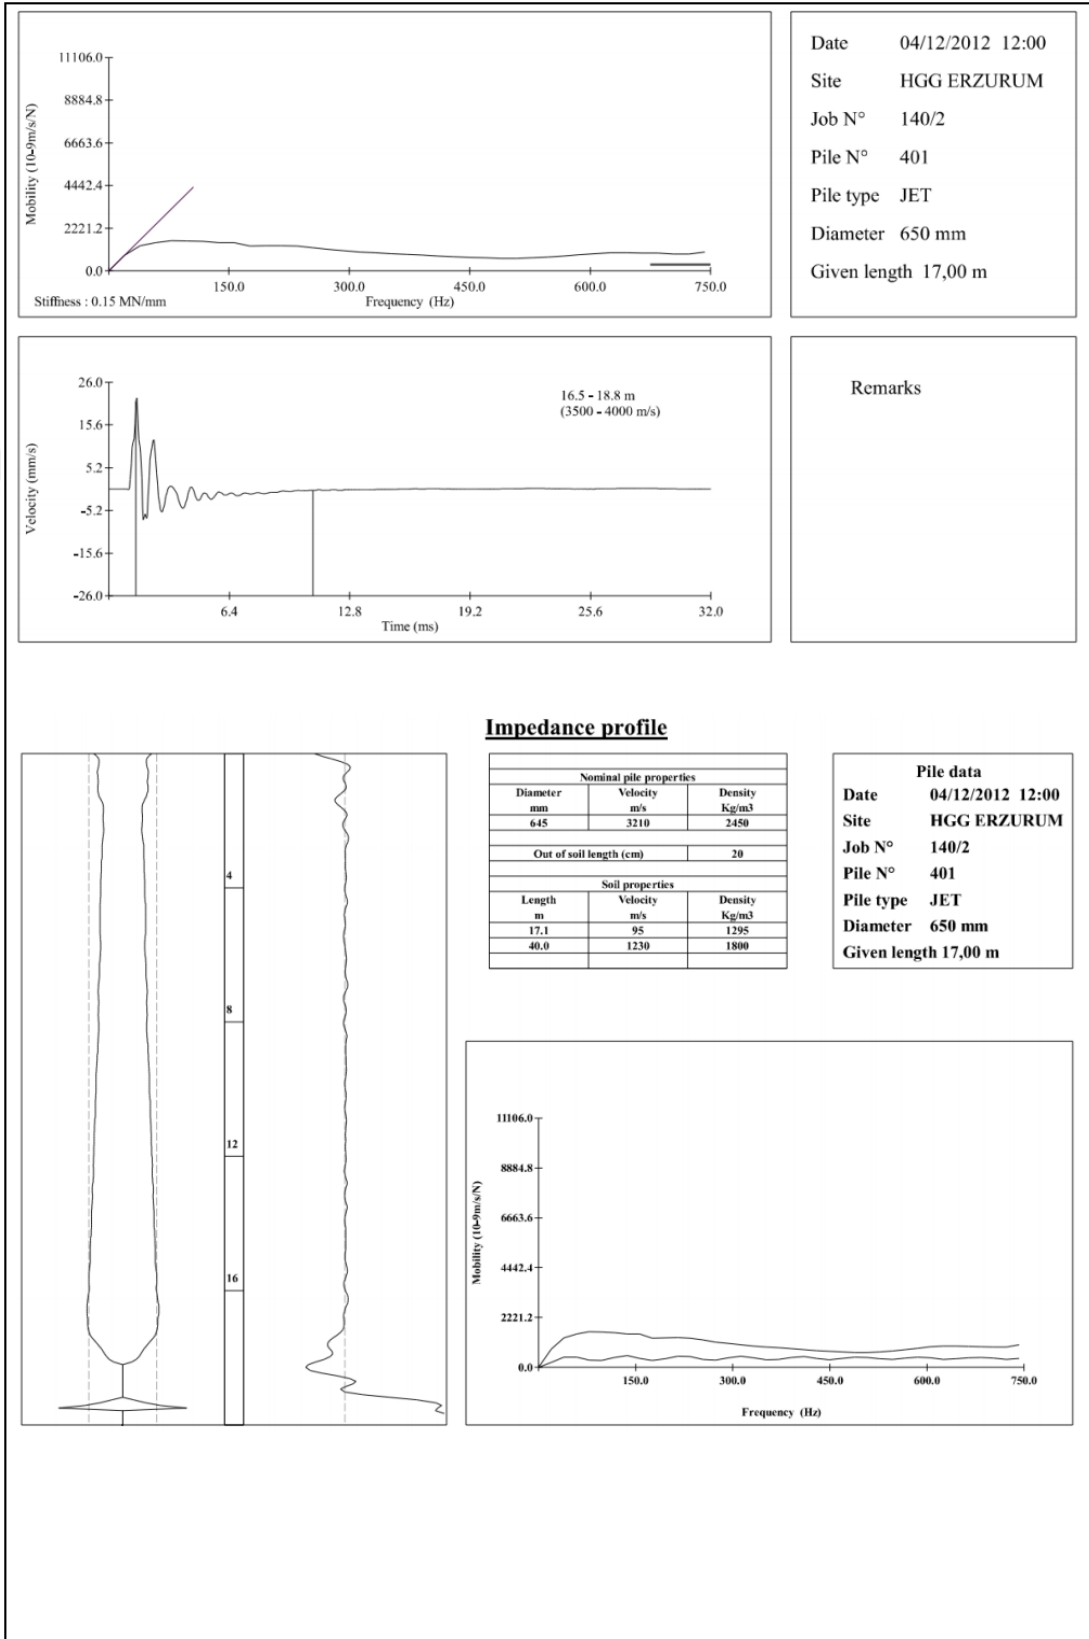 11106.0
8884.8
6663.6
4442.4
2221.2
0.0
Mobility (10-9m/s/N)
150.0 300.0 450.0 600.0 750.0
Stiffness : 0.15 MN/mm
Frequency (Hz)
Date 04/12/2012 12:00
Site HGG ERZURUM
Job N° 140/2
Pile N° 401
Pile type JET
Diameter 650 mm
Given length 17,00 m
26.0
15.6
5.2
-5.2
-15.6
-26.0
Velocity (mm/s)
16.5 - 18.8 m
(3500 - 4000 m/s)
6.4 12.8 19.2 25.6 32.0
Time (ms)
Remarks
Impedance profile
4
8
12
16
Nominal pile properties
Diameter Velocity Density
mm m/s Kg/m3
645 3210 2450
Out of soil length (cm) 20
Soil properties
Length Velocity Density
m m/s Kg/m3
17.1 95 1295
40.0 1230 1800
Pile data
Date 04/12/2012 12:00
Site HGG ERZURUM
Job N° 140/2
Pile N° 401
Pile type JET
Diameter 650 mm
Given length 17,00 m
11106.0
8884.8
6663.6
4442.4
2221.2
0.0
Mobility (10-9m/s/N)
150.0 300.0 450.0 600.0 750.0
Frequency (Hz)